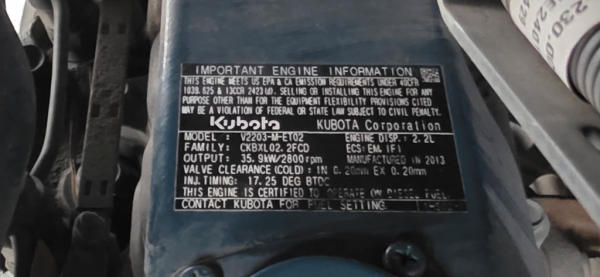 IMPORTANT ENGINE INFORMATION
THIS ENGINE MEETS US EPA & CA EMISSION REQUIREMENTS UNDER 40CFR
1039.625 & 13CCR 2423(d). SELLING OR INSTALLING THIS ENGINE FOR ANY
PURPOSE OTHER THAN FOR THE EQUIPMENT FLEXIBILITY PROVISIONS CITED
MAY BE A VIOLATION OF FEDERAL OR STATE LAW SUBJECT TO CIVIL PENALTY.
Kubota KUBOTA Corporation
MODEL: V2203-M-ET02 DISP.: 2.2L
FAMILY: CKBXL02.2FCD ECS: EM, IFI
OUTPUT: 35.9kW/2800rpm MANUFACTURED IN 2013
VALVE CLEARANCE (COLD): IN 0.20mm EX 0.20mm
INJ. TIMING: 17.25 DEG BTDC
THIS ENGINE IS CERTIFIED TO OPERATE ON DIESEL FUEL
CONTACT KUBOTA FOR FUEL SETTING